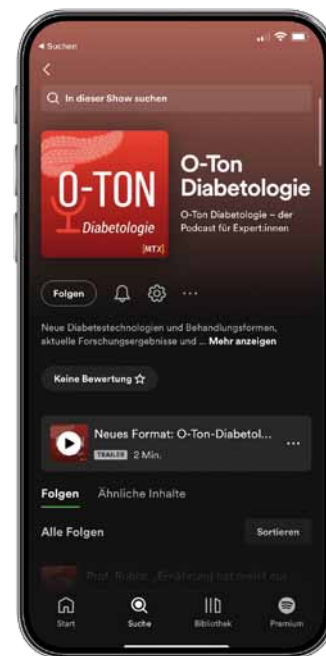 Suchen
In dieser Show suchen
O-TON
Diabetologie
[MTX]
O-Ton
Diabetologie
O-Ton Diabetologie – der
Podcast für Expert:innen
Folgen
Neue Diabetestechnologien und Behandlungsformen,
aktuelle Forschungsergebnisse und ... Mehr anzeigen
Keine Bewertung
Neues Format: O-Ton-Diabetol...
TRAILER 2 Min.
Folgen Ähnliche Inhalte
Alle Folgen Sortieren
Prof.
Start Suche Bibliothek Premium